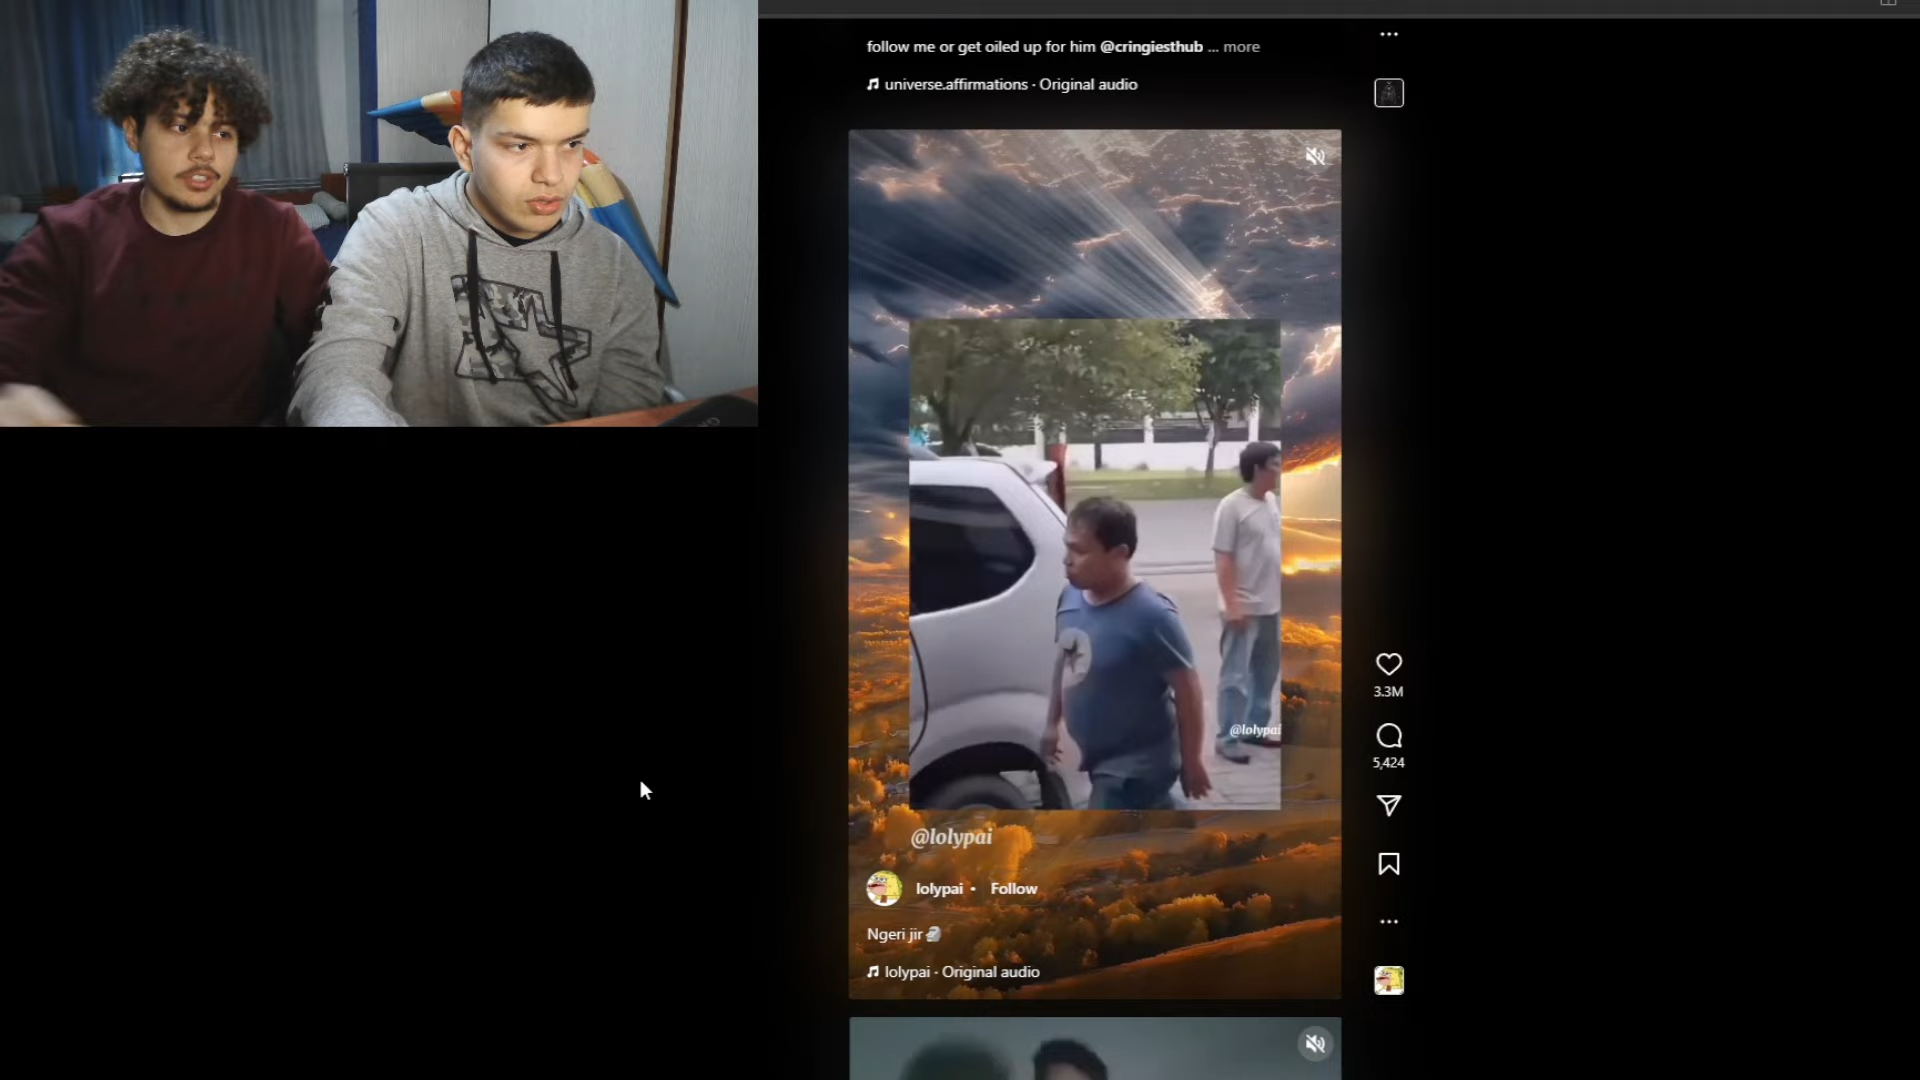 follow me or get oiled up for him @cringiesthub ... more
universe.affirmations · Original audio
@lolypai
@lolypai
lolypai • Follow
Ngeri jir🗿
lolypai · Original audio
3.3M
5,424